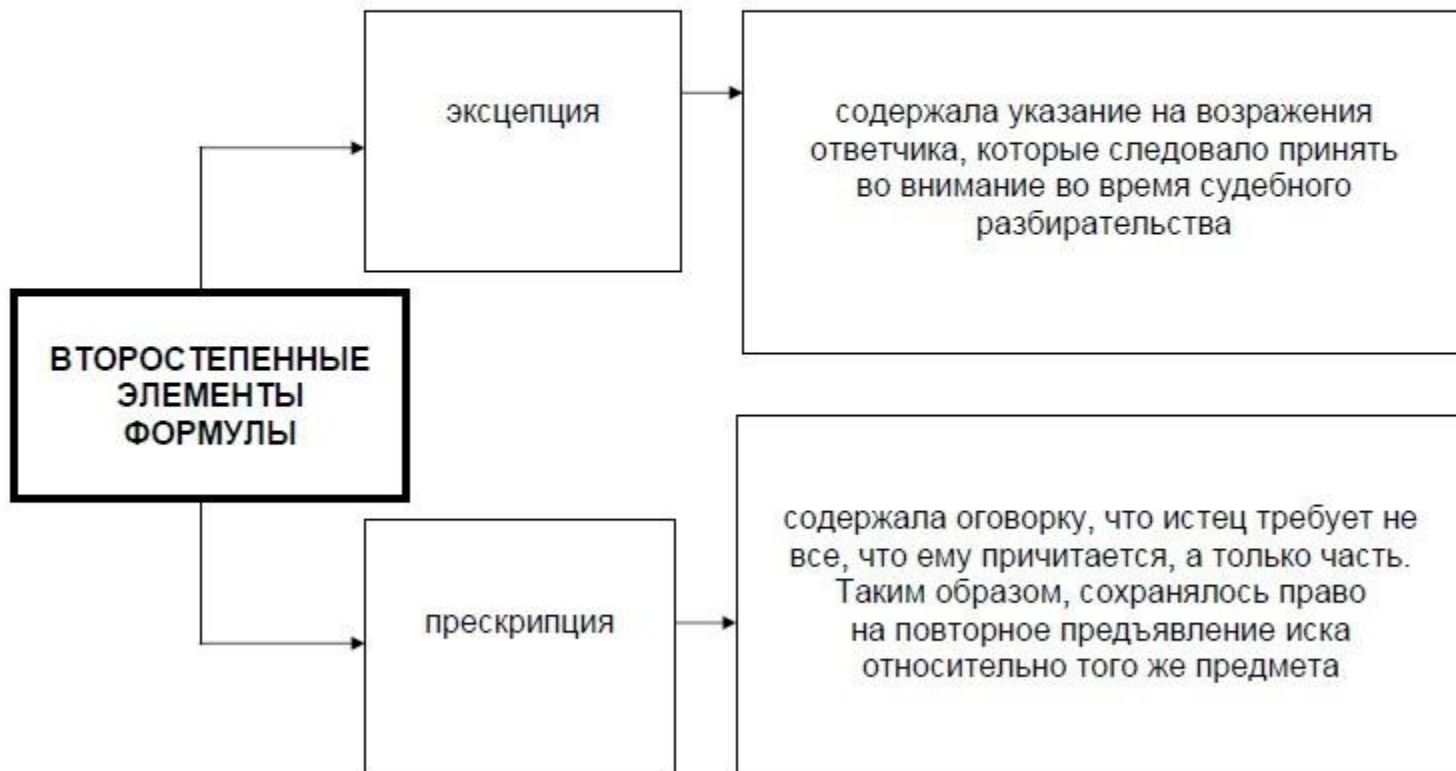 эксцепция
содержала указание на возражения
ответчика, которые следовало принять
во внимание во время судебного
разбирательства
ВТОРОСТЕПЕННЫЕ
ЭЛЕМЕНТЫ
ФОРМУЛЫ
прескрипция
содержала оговорку, что истец требует не
все, что ему причитается, а только часть.
Таким образом, сохранялось право
на повторное предъявление иска
относительно того же предмета